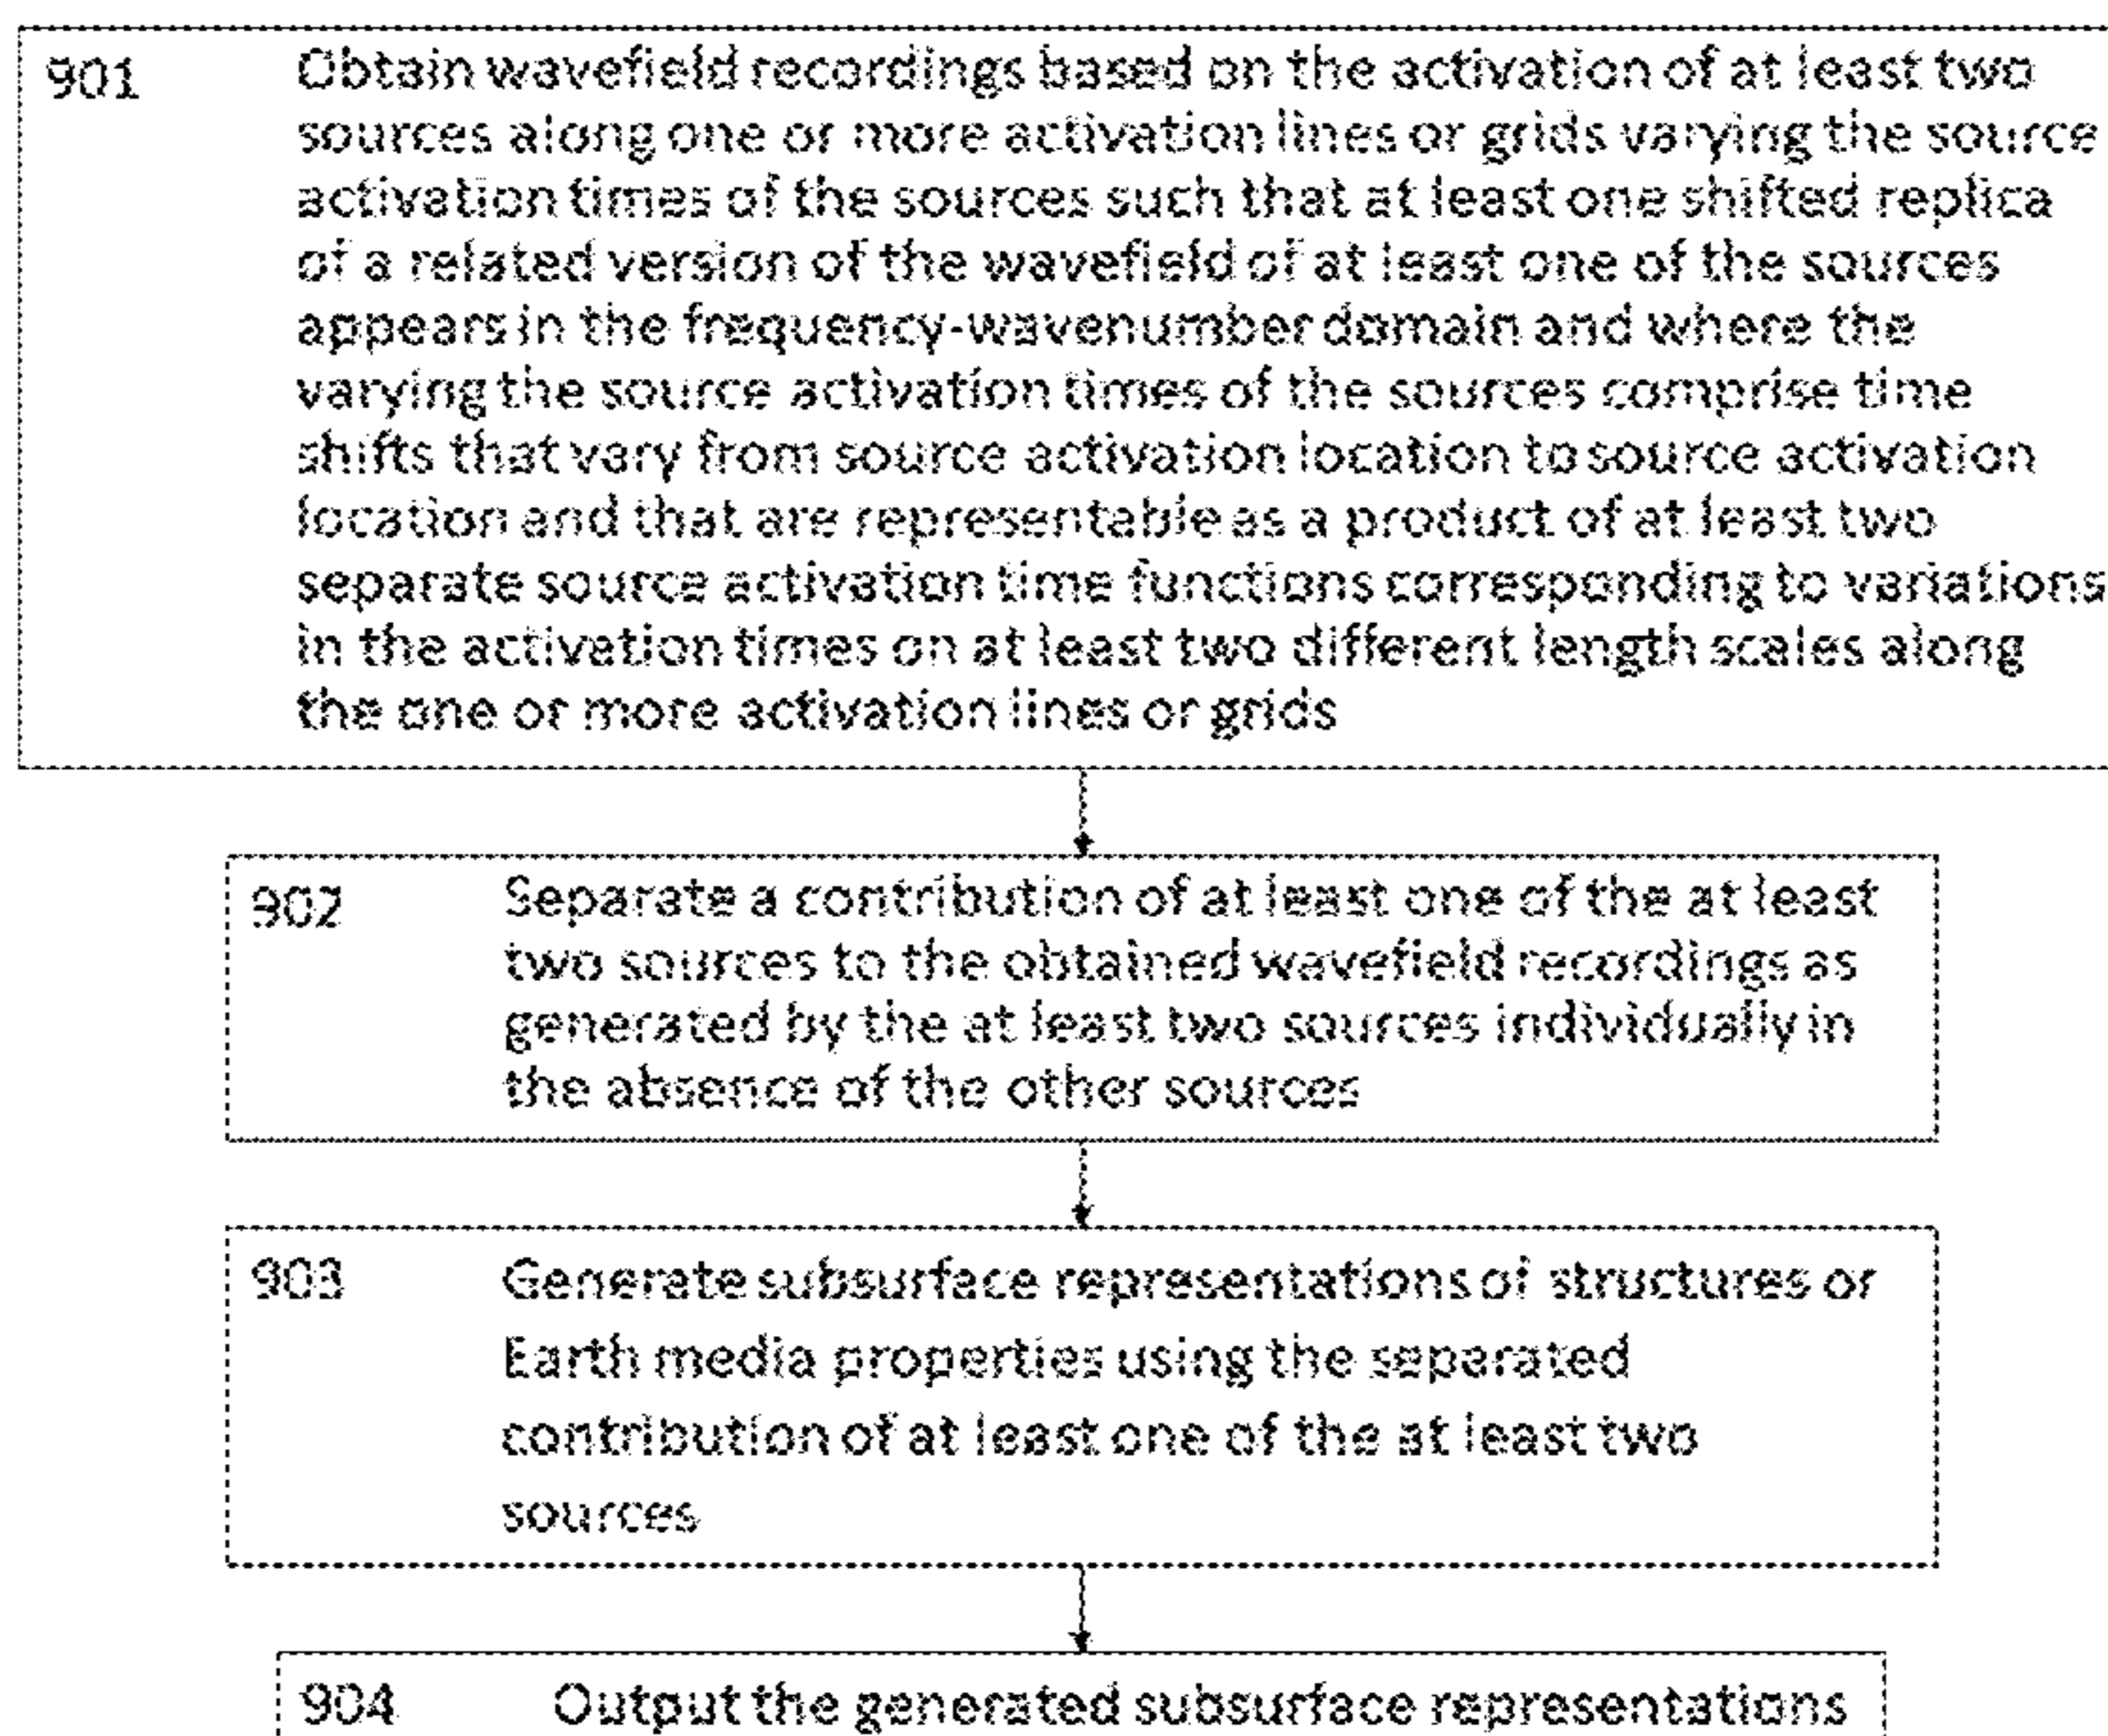 901 Obtain wavefield recordings based on the activation of at least two
sources along one or more activation lines or grids varying the source
activation times of the sources such that at least one shifted replica
of a related version of the wavefield of at least one of the sources
appears in the frequency-wavenumber domain and where the
varying the source activation times of the sources comprise time
shifts that vary from source activation location to source activation
location and that are representable as a product of at least two
separate source activation time functions corresponding to variations
in the activation times on at least two different length scales along
the one or more activation lines or grids
902 Separate a contribution of at least one of the at least
two sources to the obtained wavefield recordings as
generated by the at least two sources individually in
the absence of the other sources
903 Generate subsurface representations of structures or
Earth media properties using the separated
contribution of at least one of the at least two
sources
904 Output the generated subsurface representations